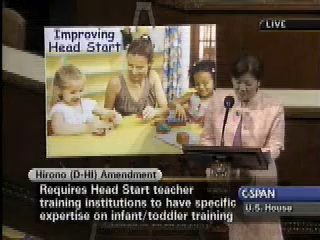 Improving
Head Start
LIVE
Hirono (D-HI) Amendment
Requires Head Start teacher
training institutions to have specific
expertise on infant/toddler training
C-SPAN
U.S. House